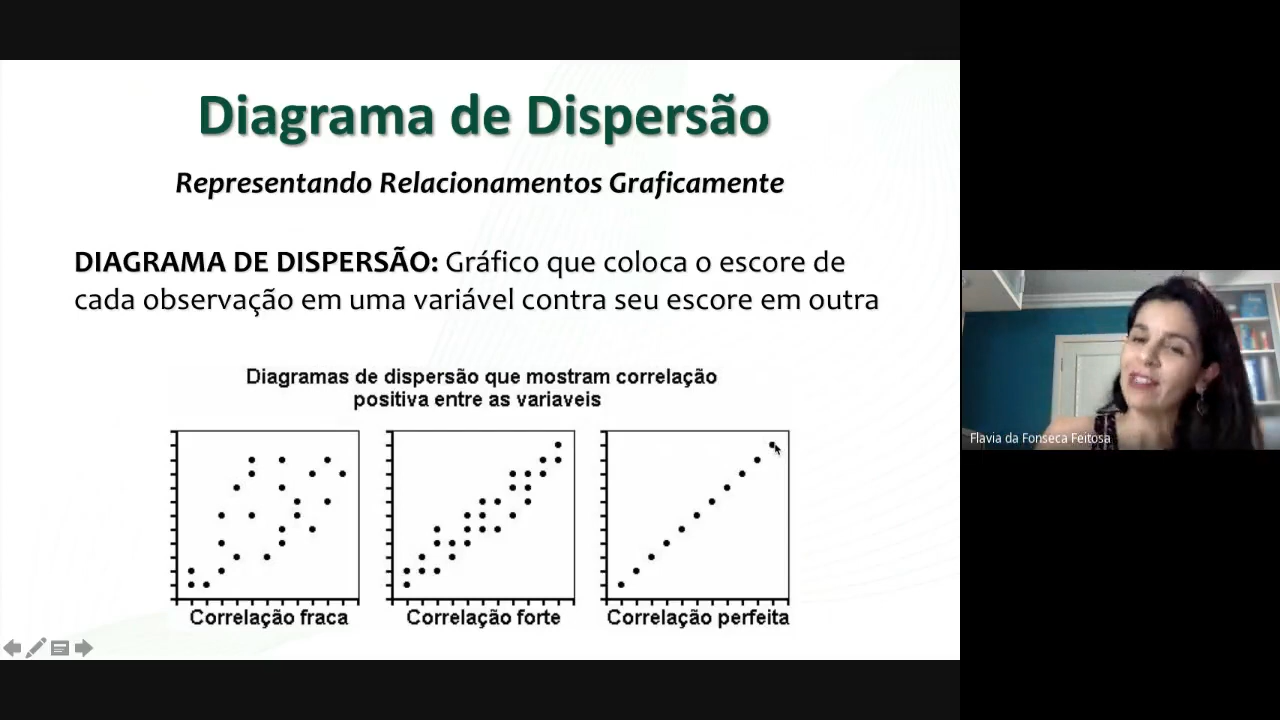 Diagrama de Dispersão
Representando Relacionamentos Graficamente
DIAGRAMA DE DISPERSÃO: Gráfico que coloca o escore de
cada observação em uma variável contra seu escore em outra
Diagramas de dispersão que mostram correlação
positiva entre as variaveis
Correlação fraca
Correlação forte
Correlação perfeita
Flavia da Fonseca Feitosa